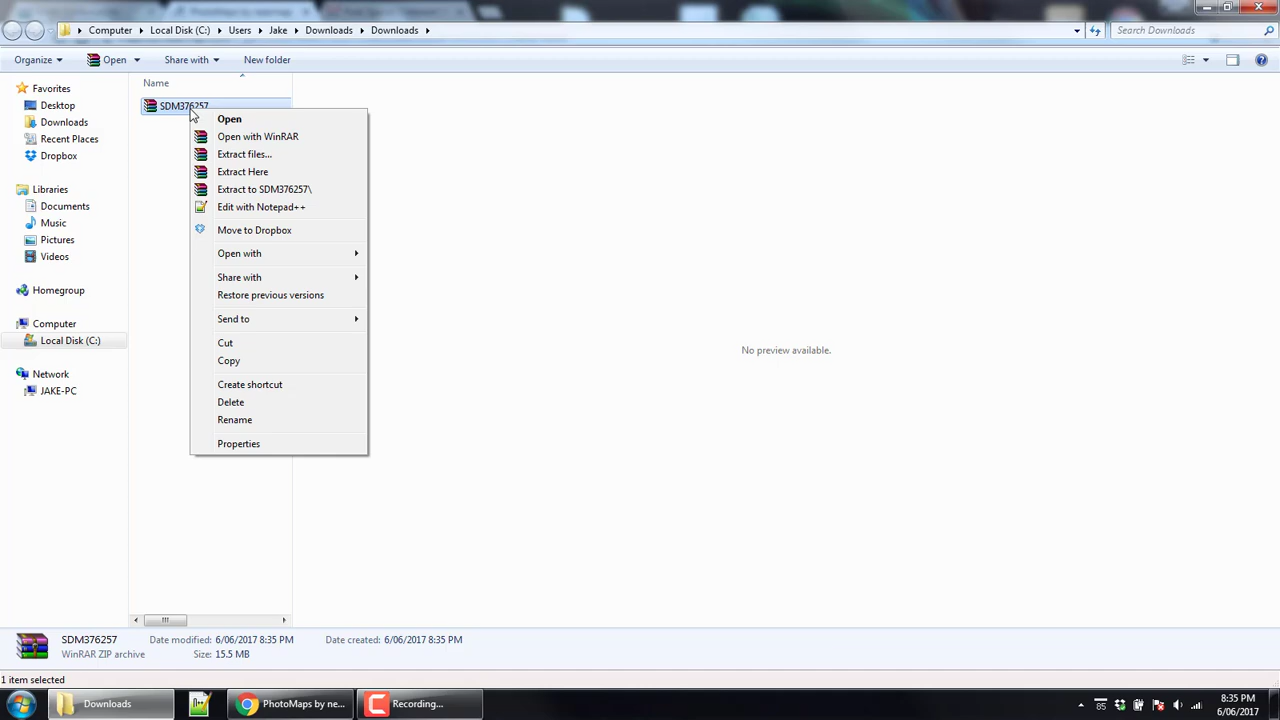 Computer Local Disk (C:) Users Jake Downloads Downloads
Search Downloads
Organize Open Share with New folder
Favorites
Desktop
Downloads
Recent Places
Dropbox
Libraries
Documents
Music
Pictures
Videos
Homegroup
Computer
Local Disk (C:)
Network
JAKE-PC
Name
SDM376257
Open
Open with WinRAR
Extract files...
Extract Here
Extract to SDM376257\
Edit with Notepad++
Move to Dropbox
Open with
Share with
Restore previous versions
Send to
Cut
Copy
Create shortcut
Delete
Rename
Properties
No preview available.
SDM376257 Date modified: 6/06/2017 8:35 PM Date created: 6/06/2017 8:35 PM
WinRAR ZIP archive Size: 15.5 MB
1 item selected
Downloads
PhotoMaps by ne...
Recording...
85
8:35 PM
6/06/2017